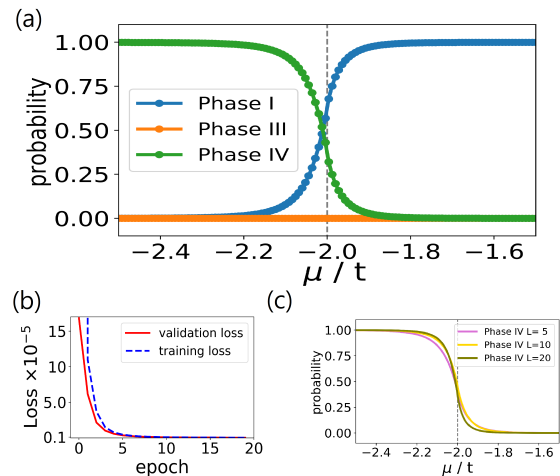 (a)
1.00
0.75
0.50
0.25
0.00
probability
Phase I
Phase III
Phase IV
−2.4 −2.2 −2.0 −1.8 −1.6
μ / t
(b)
15
5.0
0.1
Loss ×10⁻⁵
validation loss
training loss
0 5 10 15 20
epoch
(c)
1.00
0.75
0.50
0.25
0.00
probability
Phase IV L= 5
Phase IV L=10
Phase IV L=20
−2.4 −2.2 −2.0 −1.8 −1.6
μ / t